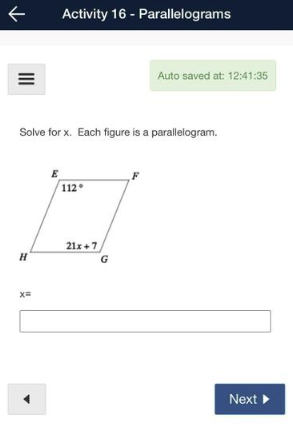 Activity 16 - Parallelograms
Auto saved at: 12:41:35
Solve for x. Each figure is a parallelogram.
E
F
112°
21x + 7
H
G
x=
Next